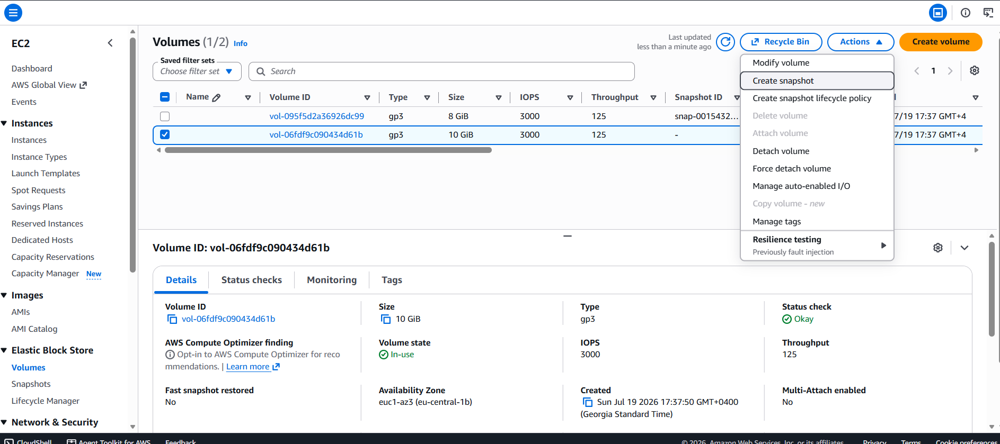 EC2
Dashboard
AWS Global View
Events
Instances
Instances
Instance Types
Launch Templates
Spot Requests
Savings Plans
Reserved Instances
Dedicated Hosts
Capacity Reservations
Capacity Manager New
Images
AMIs
AMI Catalog
Elastic Block Store
Volumes
Snapshots
Lifecycle Manager
Network & Security
Volumes (1/2) Info
Last updated
less than a minute ago
Recycle Bin
Actions
Create volume
Saved filter sets
Choose filter set
Search
1
Name Volume ID Type Size IOPS Throughput Snapshot ID
vol-095f5d2a36926dc99 gp3 8 GiB 3000 125 snap-0015432... 7/19 17:37 GMT+4
vol-06fdf9c090434d61b gp3 10 GiB 3000 125 - 7/19 17:37 GMT+4
Modify volume
Create snapshot
Create snapshot lifecycle policy
Delete volume
Attach volume
Detach volume
Force detach volume
Manage auto-enabled I/O
Copy volume - new
Manage tags
Resilience testing
Previously fault injection
Volume ID: vol-06fdf9c090434d61b
Details Status checks Monitoring Tags
Volume ID
vol-06fdf9c090434d61b
Size
10 GiB
Type
gp3
Status check
Okay
AWS Compute Optimizer finding
Opt-in to AWS Compute Optimizer for reco
mmendations. | Learn more
Volume state
In-use
IOPS
3000
Throughput
125
Fast snapshot restored
No
Availability Zone
euc1-az3 (eu-central-1b)
Created
Sun Jul 19 2026 17:37:50 GMT+0400
(Georgia Standard Time)
Multi-Attach enabled
No
CloudShell Agent Toolkit for AWS Feedback © 2026, Amazon Web Services, Inc. or its affiliates. Privacy Terms Cookie preferences